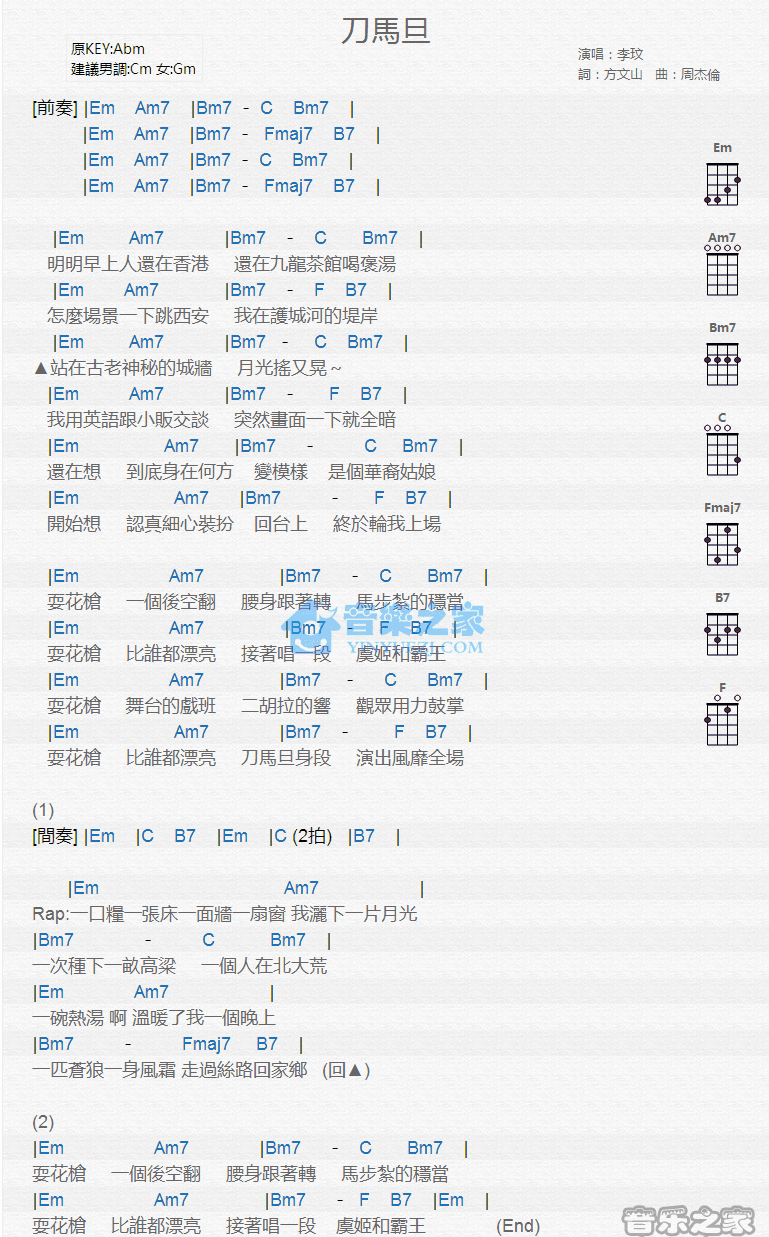 刀馬旦
原KEY:Abm
建議男調:Cm 女:Gm
演唱：李玟
詞：方文山 曲：周杰倫
[前奏] |Em Am7 |Bm7 - C Bm7 |
|Em Am7 |Bm7 - Fmaj7 B7 |
|Em Am7 |Bm7 - C Bm7 |
|Em Am7 |Bm7 - Fmaj7 B7 |
|Em Am7 |Bm7 - C Bm7 |
明明早上人還在香港 還在九龍茶館喝褒湯
|Em Am7 |Bm7 - F B7 |
怎麼場景一下跳西安 我在護城河的堤岸
|Em Am7 |Bm7 - C Bm7 |
▲站在古老神秘的城牆 月光搖又晃～
|Em Am7 |Bm7 - F B7 |
我用英語跟小販交談 突然畫面一下就全暗
|Em Am7 |Bm7 - C Bm7 |
還在想 到底身在何方 變模樣 是個華裔姑娘
|Em Am7 |Bm7 - F B7 |
開始想 認真細心裝扮 回台上 終於輪我上場
|Em Am7 |Bm7 - C Bm7 |
耍花槍 一個後空翻 腰身跟著轉 馬步紮的穩當
|Em Am7 |Bm7 - F B7 |
耍花槍 比誰都漂亮 接著唱一段 虞姬和霸王
|Em Am7 |Bm7 - C Bm7 |
耍花槍 舞台的戲班 二胡拉的響 觀眾用力鼓掌
|Em Am7 |Bm7 - F B7 |
耍花槍 比誰都漂亮 刀馬旦身段 演出風靡全場
(1)
[間奏] |Em |C B7 |Em |C (2拍) |B7 |
|Em Am7 |
Rap:一口糧一張床一面牆一扇窗 我灑下一片月光
|Bm7 - C Bm7 |
一次種下一畝高粱 一個人在北大荒
|Em Am7 |
一碗熱湯 啊 溫暖了我一個晚上
|Bm7 - Fmaj7 B7 |
一匹蒼狼一身風霜 走過絲路回家鄉 (回▲)
(2)
|Em Am7 |Bm7 - C Bm7 |
耍花槍 一個後空翻 腰身跟著轉 馬步紮的穩當
|Em Am7 |Bm7 - F B7 |Em |
耍花槍 比誰都漂亮 接著唱一段 虞姬和霸王 (End)
Em
Am7
Bm7
C
Fmaj7
B7
F
音樂之家
YINYUEZJ.COM
音乐之家